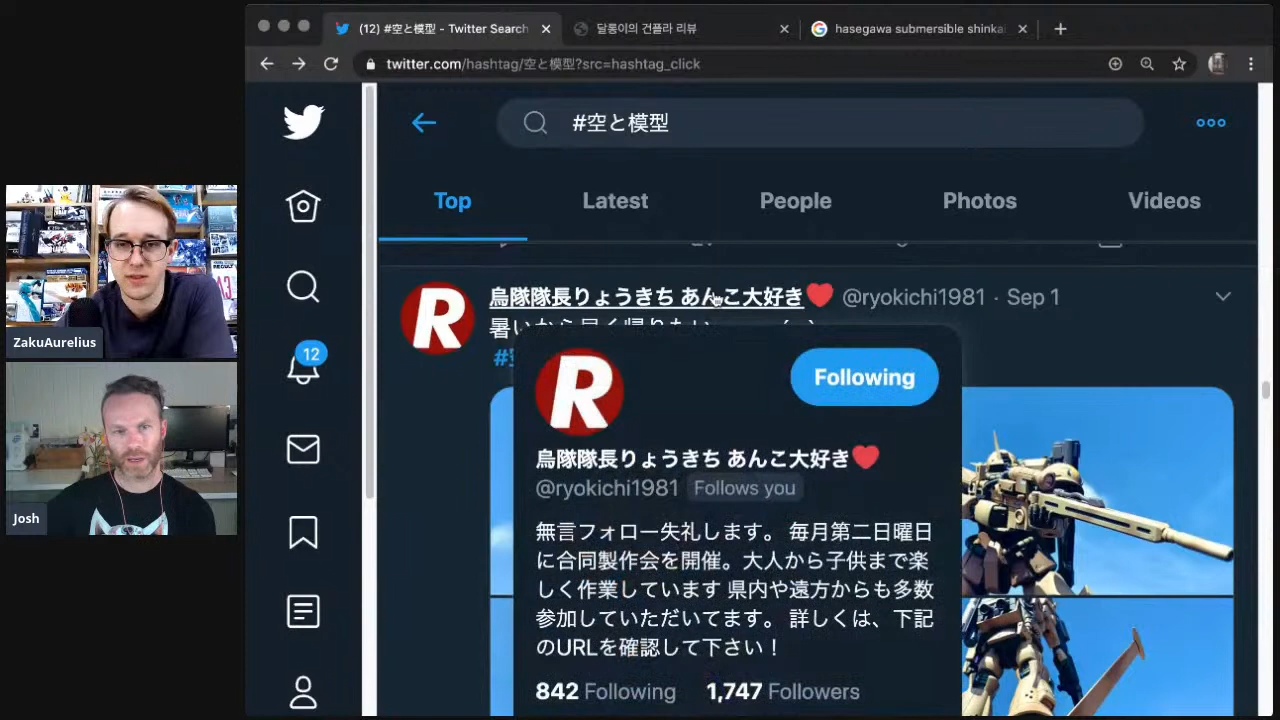 (12) #空と模型 - Twitter Search
달롱이의 건플라 리뷰
hasegawa submersible shinkai
twitter.com/hashtag/空と模型?src=hashtag_click
#空と模型
Top Latest People Photos Videos
烏隊隊長りょうきち あんこ大好き❤️ @ryokichi1981 · Sep 1
暑いから早く帰りたい
12
Following
烏隊隊長りょうきち あんこ大好き❤️
@ryokichi1981 Follows you
無言フォロー失礼します。 毎月第二日曜日
に合同製作会を開催。大人から子供まで楽
しく作業しています 県内や遠方からも多数
参加していただいてます。 詳しくは、下記
のURLを確認して下さい！
842 Following 1,747 Followers
ZakuAurelius
Josh
R
R